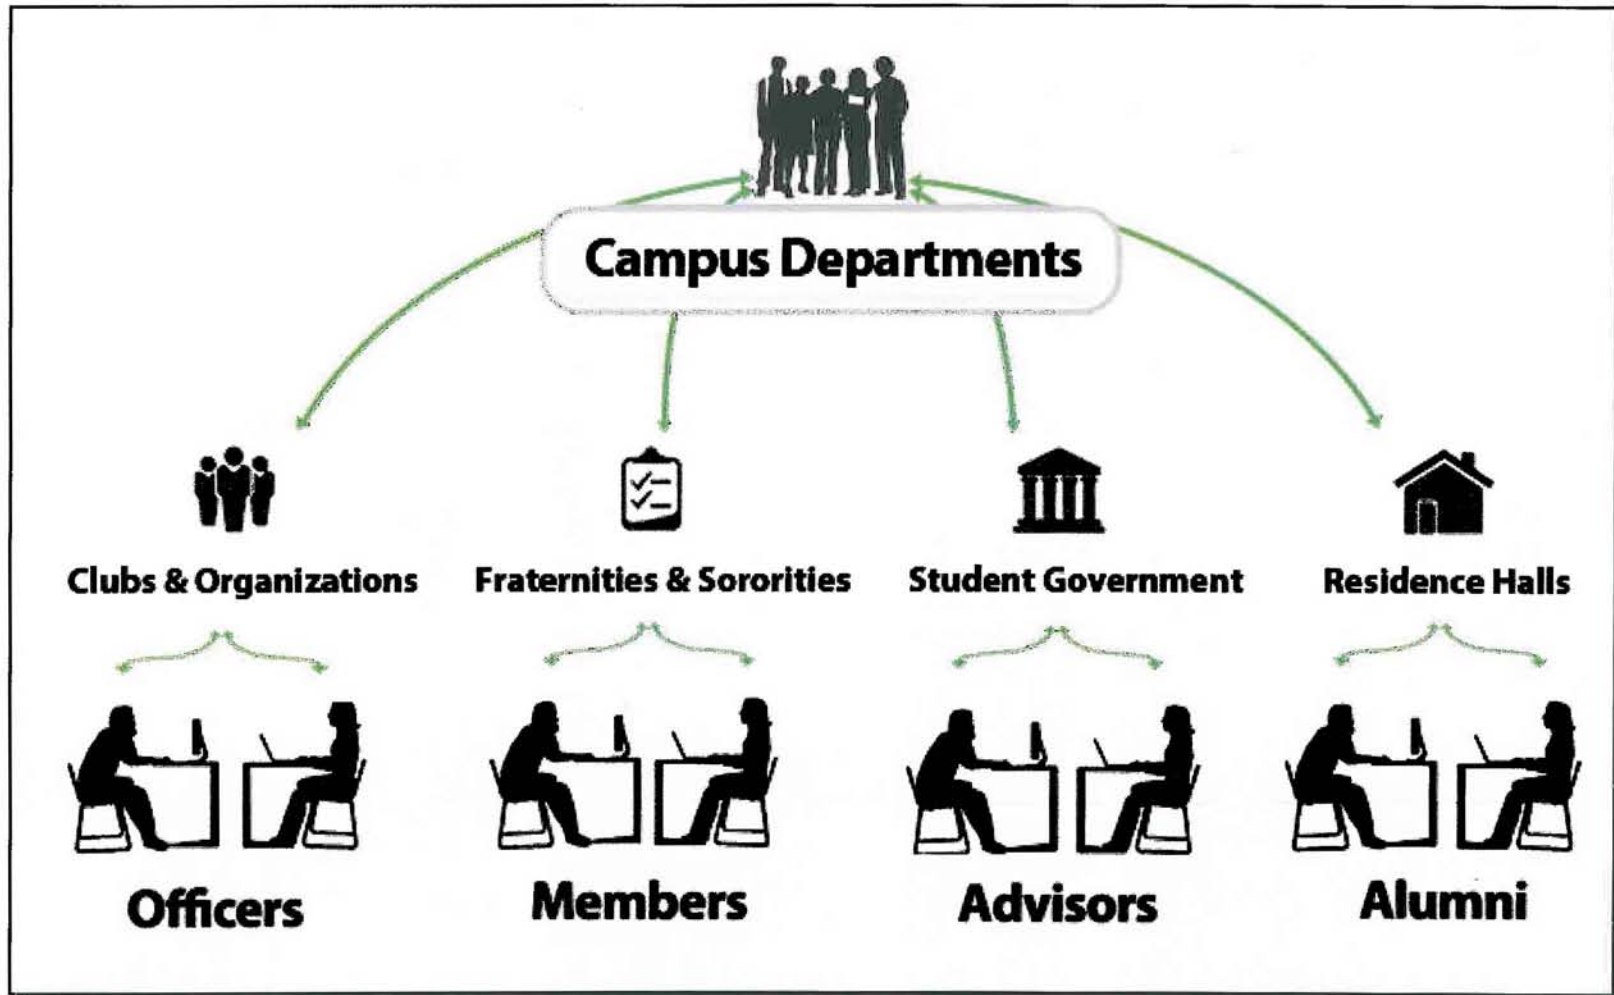 Campus Departments
Clubs & Organizations
Fraternities & Sororities
Student Government
Residence Halls
Officers
Members
Advisors
Alumni